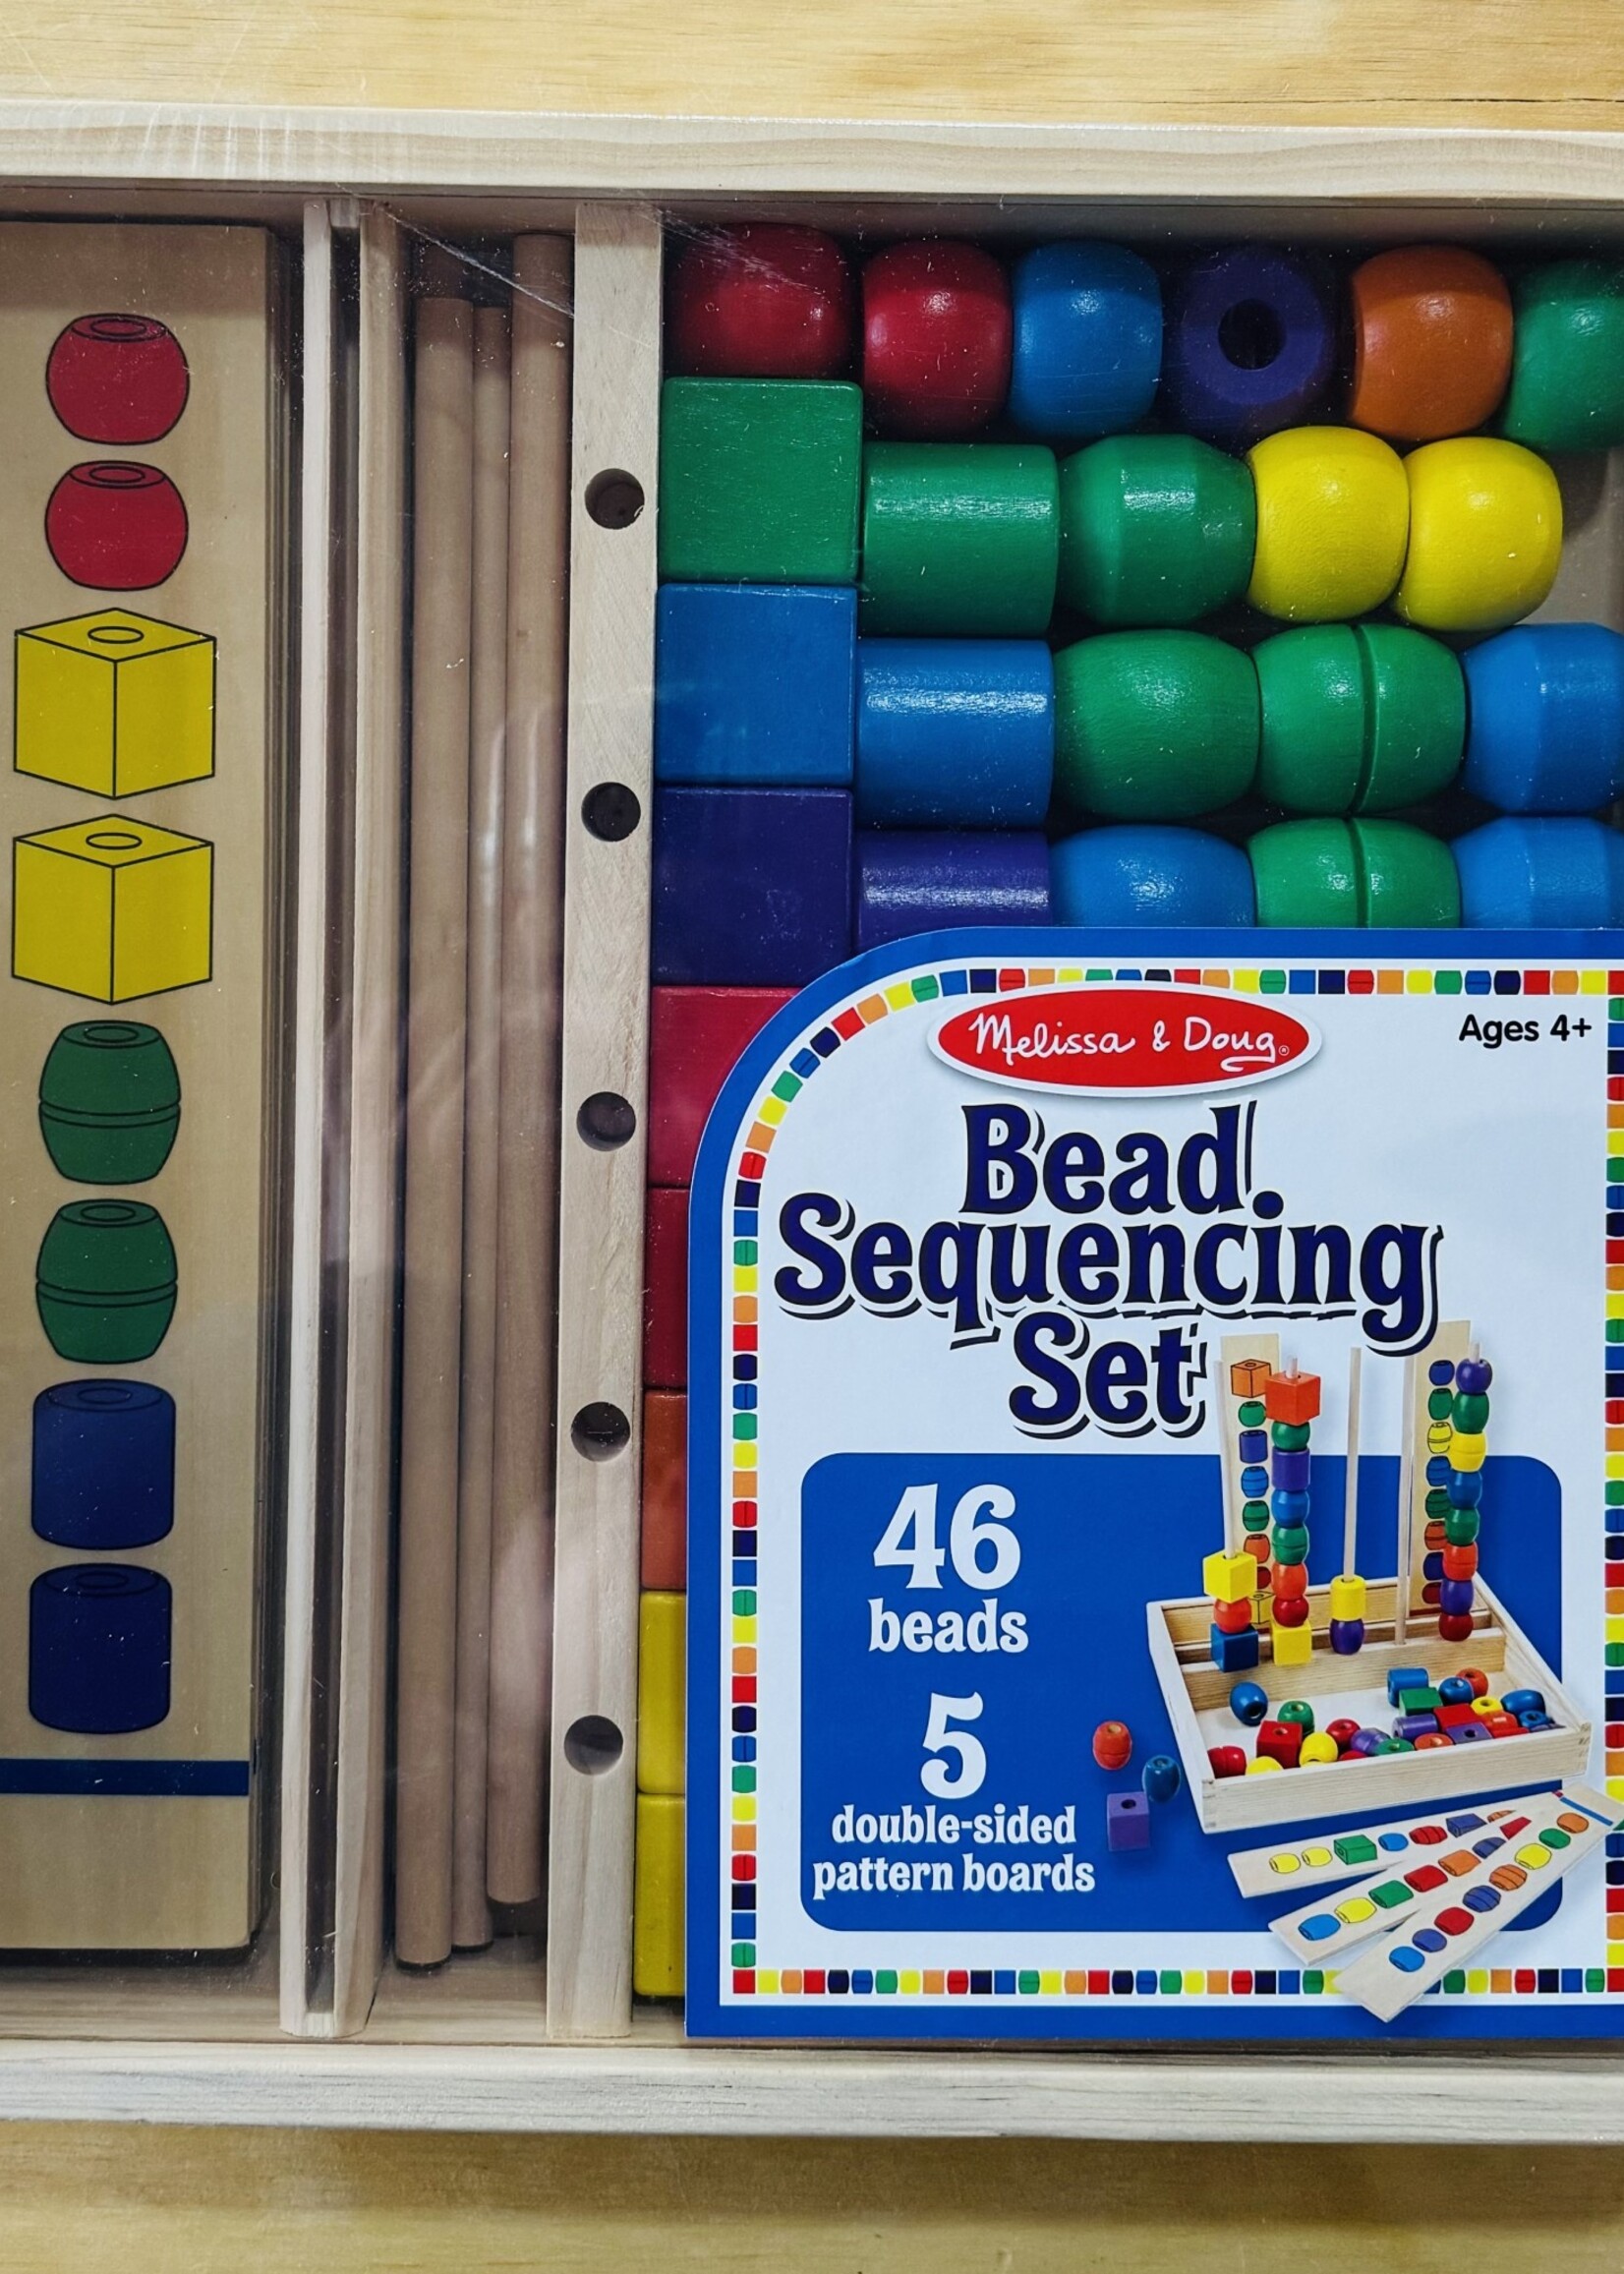 Melissa & Doug®
Ages 4+
Bead
Sequencing
Set
46
beads
5
double-sided
pattern boards